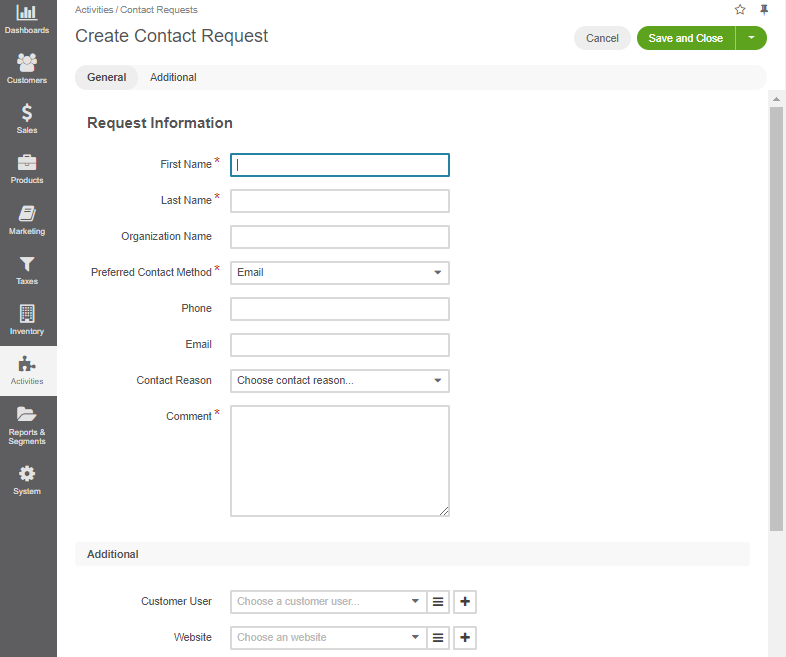 Dashboards
Customers
Sales
Products
Marketing
Taxes
Inventory
Activities
Reports &
Segments
System
Activities / Contact Requests
Create Contact Request
Cancel
Save and Close
General
Additional
Request Information
First Name *
Last Name *
Organization Name
Preferred Contact Method * Email
Phone
Email
Contact Reason Choose contact reason...
Comment *
Additional
Customer User Choose a customer user...
Website Choose an website